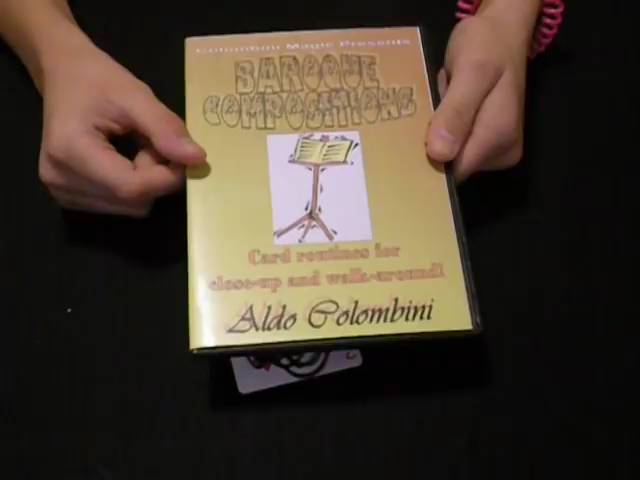 Colombini Magic Presents
BAROQUE
COMPOSITIONS
Card routines for
close-up and walk-around!
Aldo Colombini